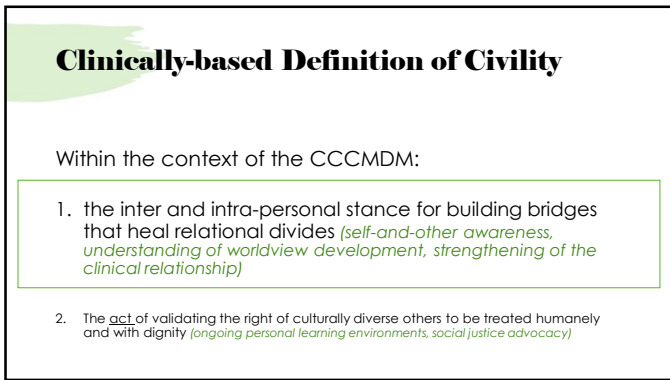 Clinically-based Definition of Civility
Within the context of the CCCMDM:
1. the inter and intra-personal stance for building bridges
that heal relational divides (self-and-other awareness,
understanding of worldview development, strengthening of the
clinical relationship)
2. The act of validating the right of culturally diverse others to be treated humanely
and with dignity (ongoing personal learning environments, social justice advocacy)